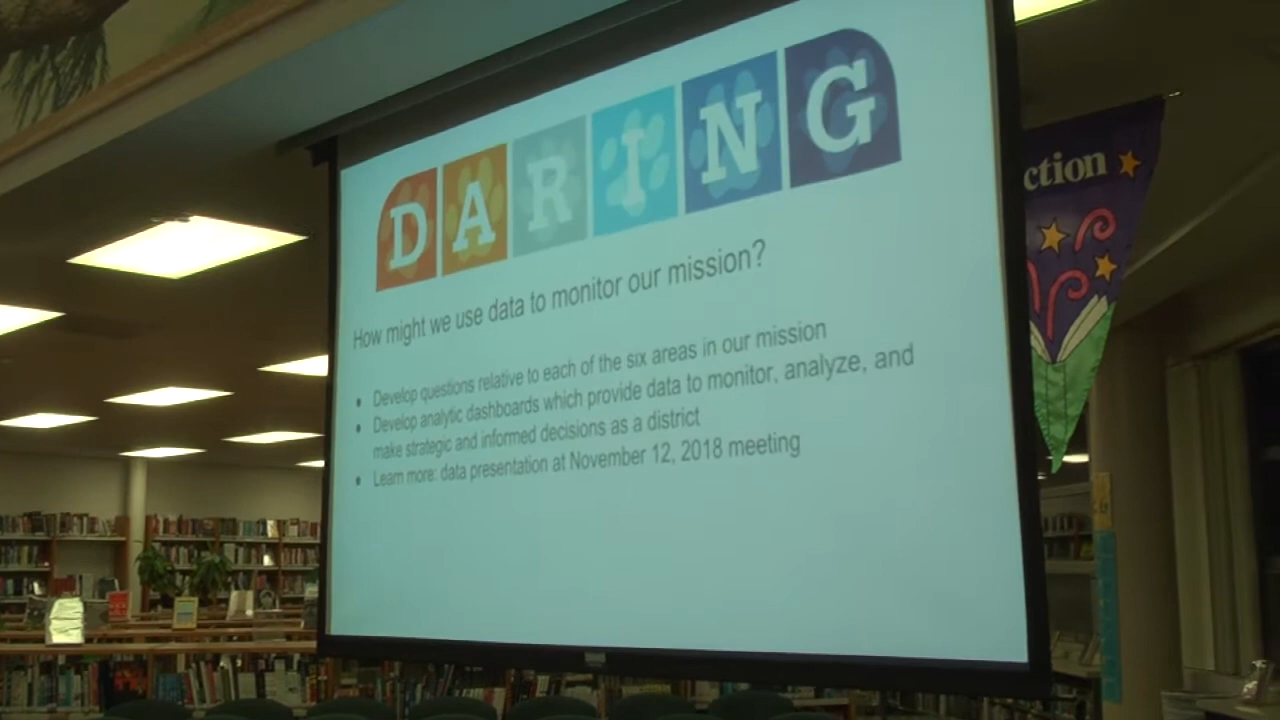 DARING
How might we use data to monitor our mission?
• Develop questions relative to each of the six areas in our mission
• Develop analytic dashboards which provide data to monitor, analyze, and
make strategic and informed decisions as a district
• Learn more: data presentation at November 12, 2018 meeting
ction